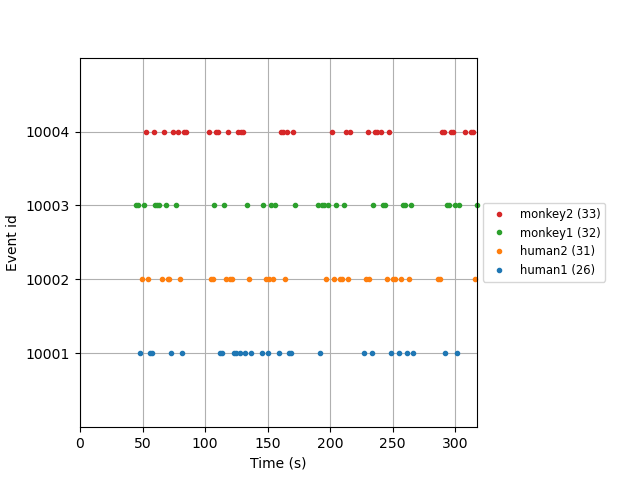 10004
10003
10002
10001
Event id
0 50 100 150 200 250 300
Time (s)
monkey2 (33)
monkey1 (32)
human2 (31)
human1 (26)